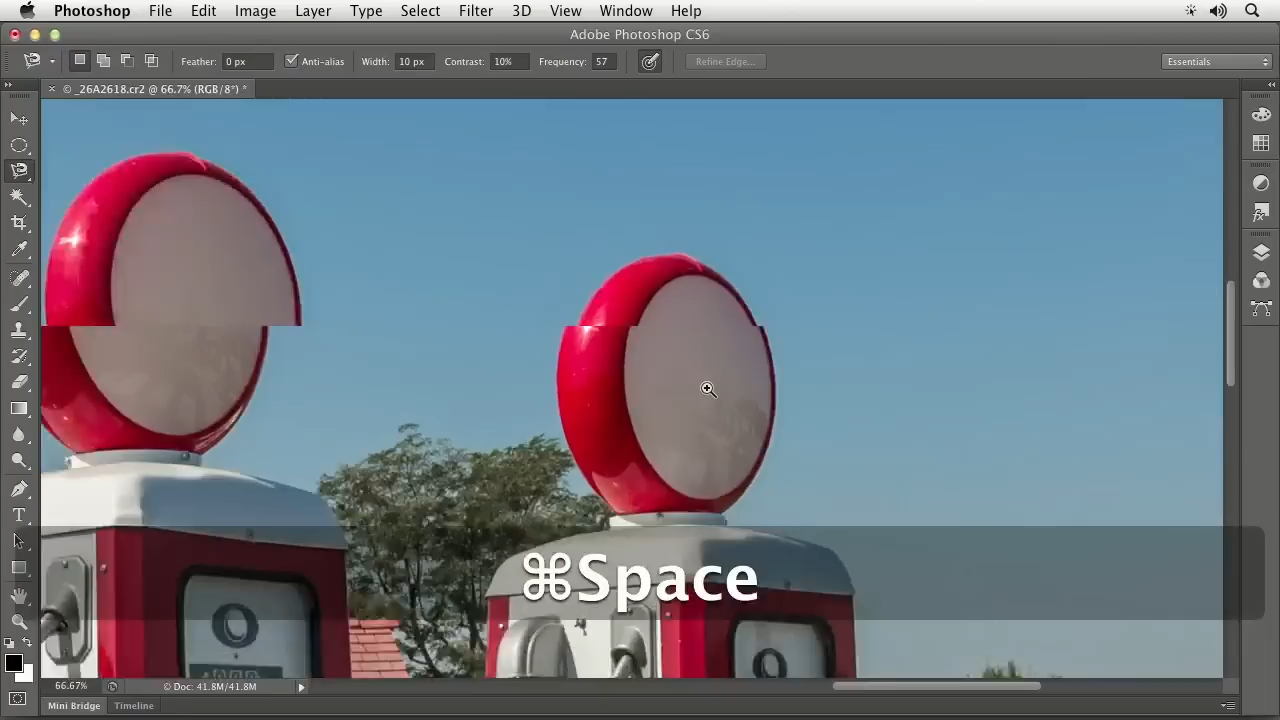 Photoshop File Edit Image Layer Type Select Filter 3D View Window Help
Adobe Photoshop CS6
Feather: 0 px Anti-alias Width: 10 px Contrast: 10% Frequency: 57 Refine Edge... Essentials
© _26A2618.cr2 @ 66.7% (RGB/8*) *
⌘Space
66.67% © Doc: 41.8M/41.8M
Mini Bridge Timeline